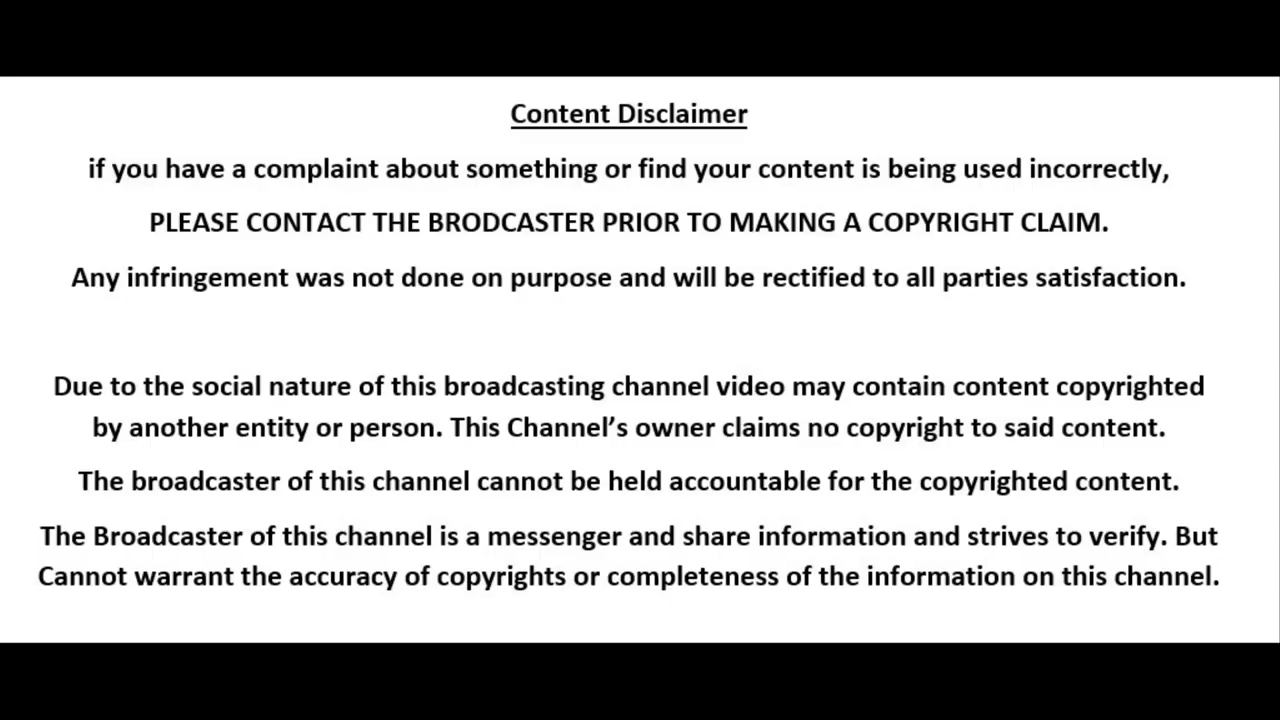 Content Disclaimer
if you have a complaint about something or find your content is being used incorrectly,
PLEASE CONTACT THE BRODCASTER PRIOR TO MAKING A COPYRIGHT CLAIM.
Any infringement was not done on purpose and will be rectified to all parties satisfaction.
Due to the social nature of this broadcasting channel video may contain content copyrighted
by another entity or person. This Channel’s owner claims no copyright to said content.
The broadcaster of this channel cannot be held accountable for the copyrighted content.
The Broadcaster of this channel is a messenger and share information and strives to verify. But
Cannot warrant the accuracy of copyrights or completeness of the information on this channel.